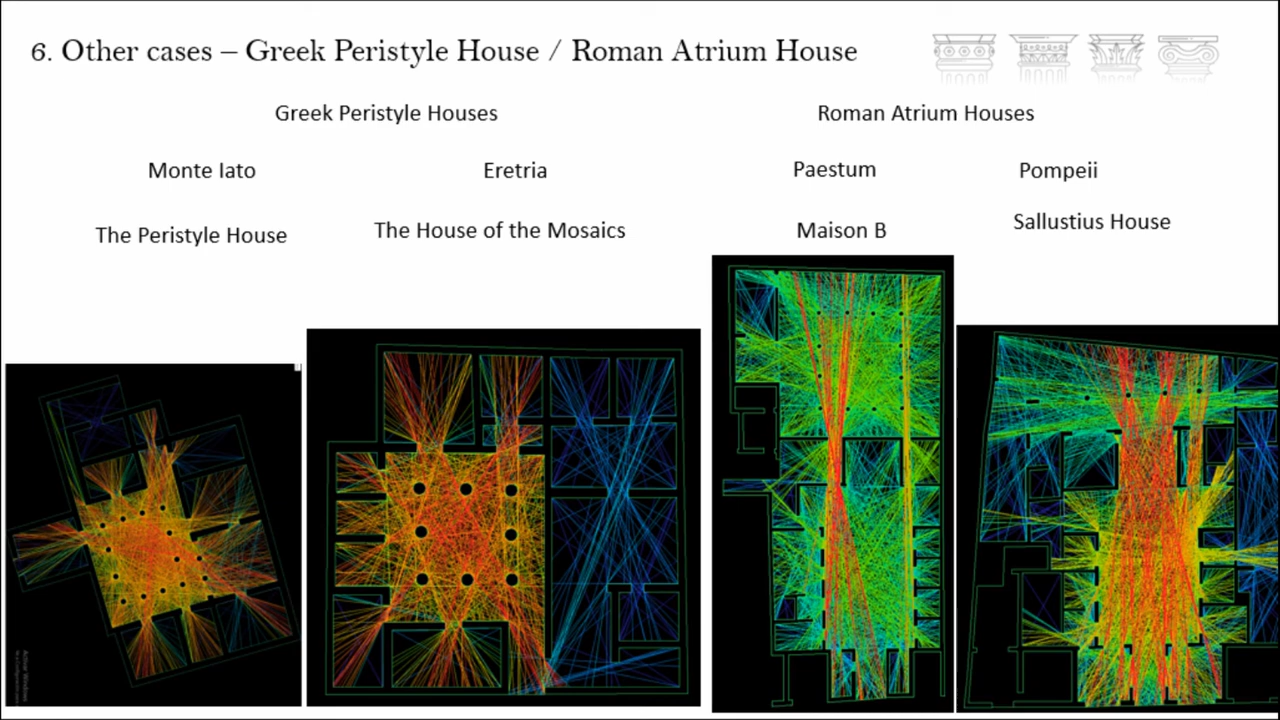 6. Other cases – Greek Peristyle House / Roman Atrium House
Greek Peristyle Houses
Roman Atrium Houses
Monte Iato
Eretria
Paestum
Pompeii
The Peristyle House
The House of the Mosaics
Maison B
Sallustius House